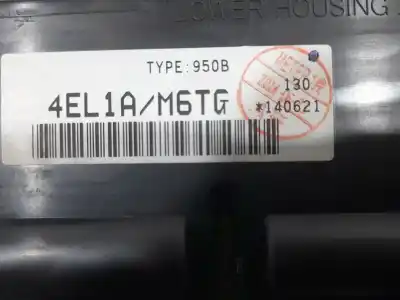 LOWER HOUSING
TYPE:950B
130
4EL1A/M6TG
*140621